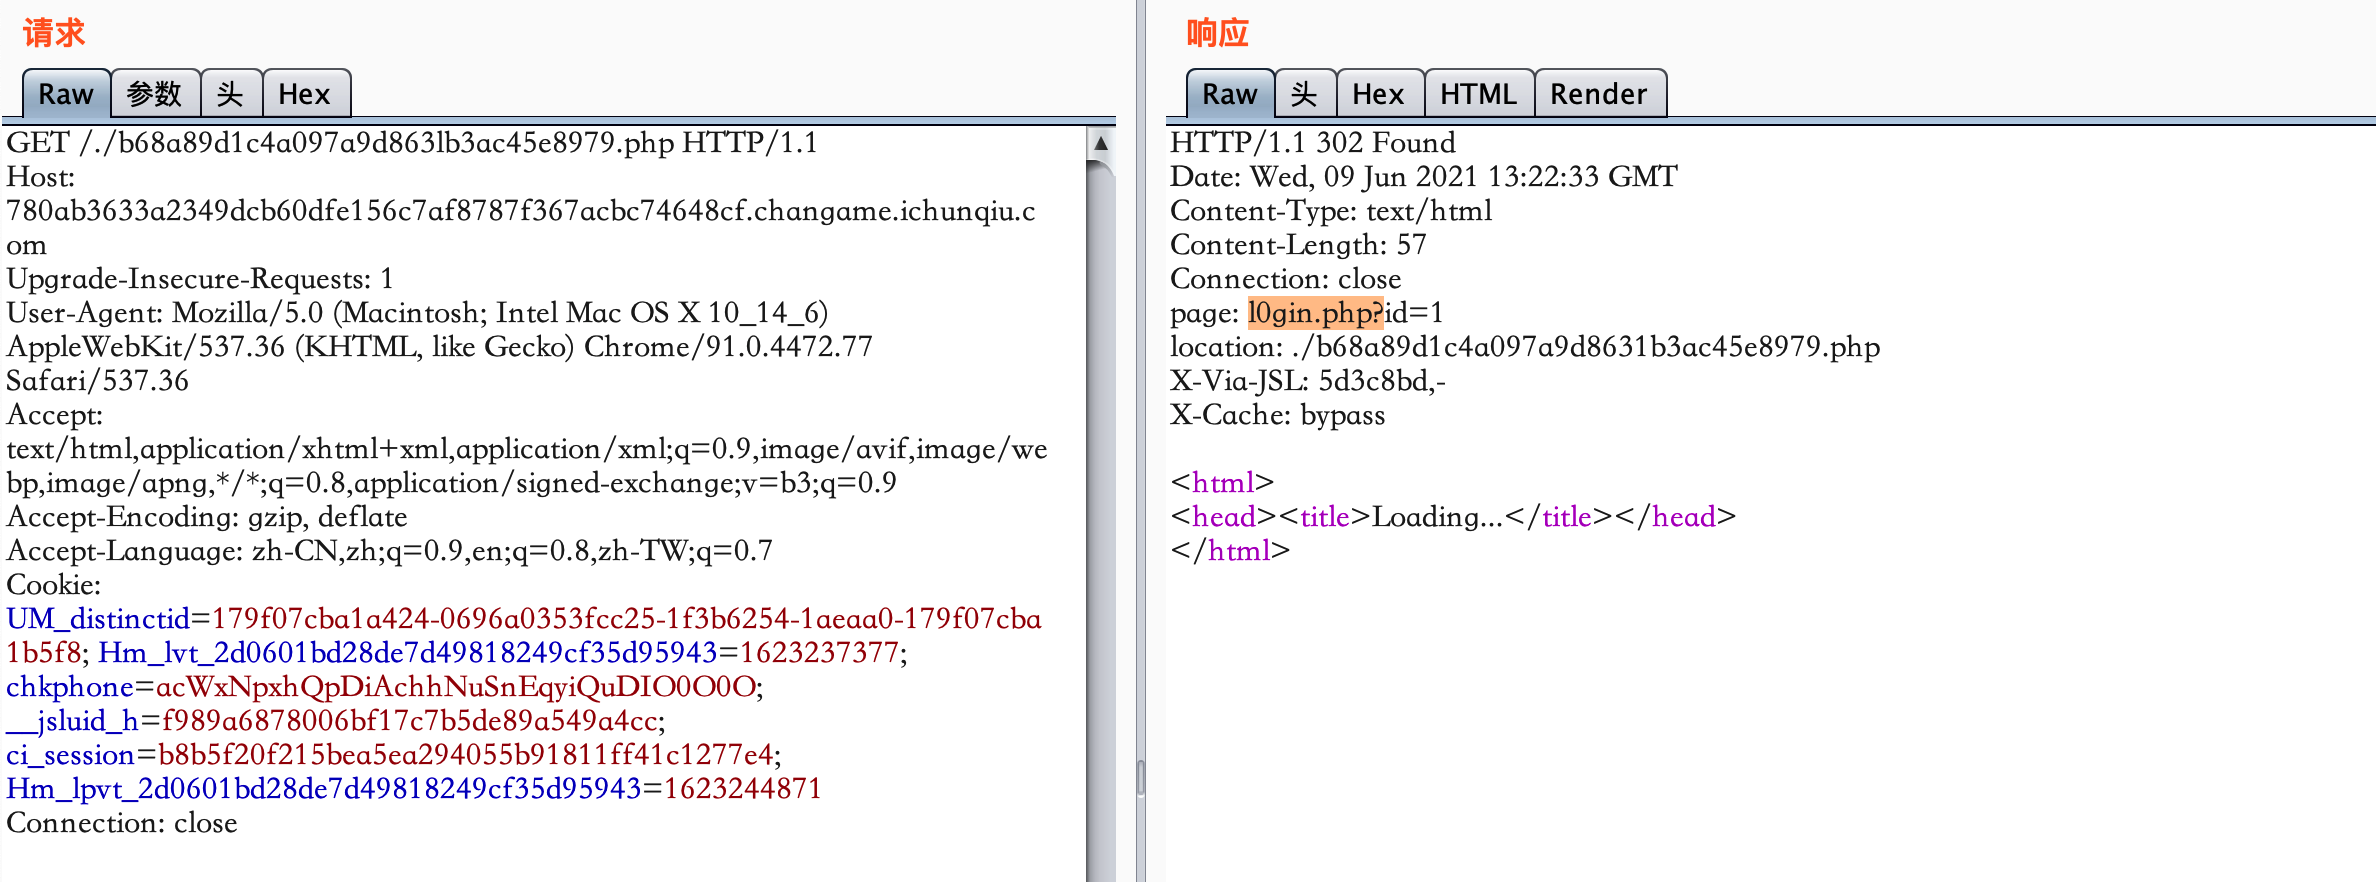 请求
Raw 参数 头 Hex
GET /./b68a89d1c4a097a9d863lb3ac45e8979.php HTTP/1.1
Host:
780ab3633a2349dcb60dfe156c7af8787f367acbc74648cf.changame.ichunqiu.c
om
Upgrade-Insecure-Requests: 1
User-Agent: Mozilla/5.0 (Macintosh; Intel Mac OS X 10_14_6)
AppleWebKit/537.36 (KHTML, like Gecko) Chrome/91.0.4472.77
Safari/537.36
Accept:
text/html,application/xhtml+xml,application/xml;q=0.9,image/avif,image/we
bp,image/apng,*/*;q=0.8,application/signed-exchange;v=b3;q=0.9
Accept-Encoding: gzip, deflate
Accept-Language: zh-CN,zh;q=0.9,en;q=0.8,zh-TW;q=0.7
Cookie:
UM_distinctid=179f07cba1a424-0696a0353fcc25-1f3b6254-1aeaa0-179f07cba
1b5f8; Hm_lvt_2d0601bd28de7d49818249cf35d95943=1623237377;
chkphone=acWxNpxhQpDiAchhNuSnEqyiQuDIO0O0O;
__jsluid_h=f989a6878006bf17c7b5de89a549a4cc;
ci_session=b8b5f20f215bea5ea294055b91811ff41c1277e4;
Hm_lpvt_2d0601bd28de7d49818249cf35d95943=1623244871
Connection: close
响应
Raw 头 Hex HTML Render
HTTP/1.1 302 Found
Date: Wed, 09 Jun 2021 13:22:33 GMT
Content-Type: text/html
Content-Length: 57
Connection: close
page: l0gin.php?id=1
location: ./b68a89d1c4a097a9d8631b3ac45e8979.php
X-Via-JSL: 5d3c8bd,-
X-Cache: bypass
<html>
<head><title>Loading...</title></head>
</html>